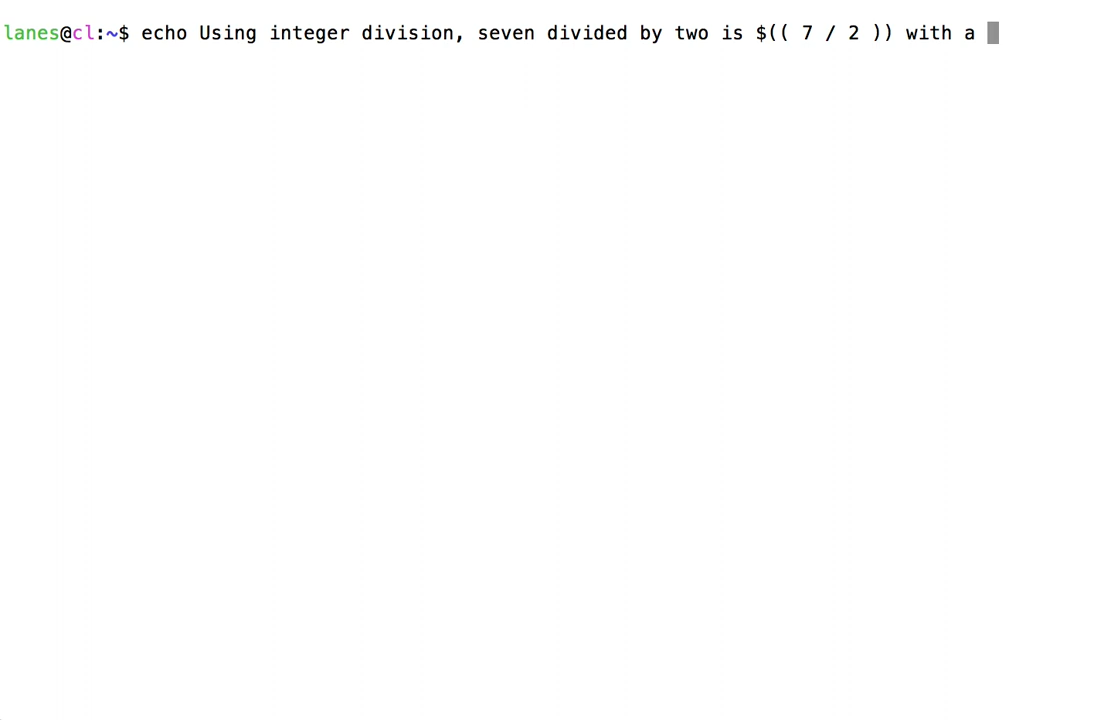 lanes@cl:~$ echo Using integer division, seven divided by two is $(( 7 / 2 )) with a